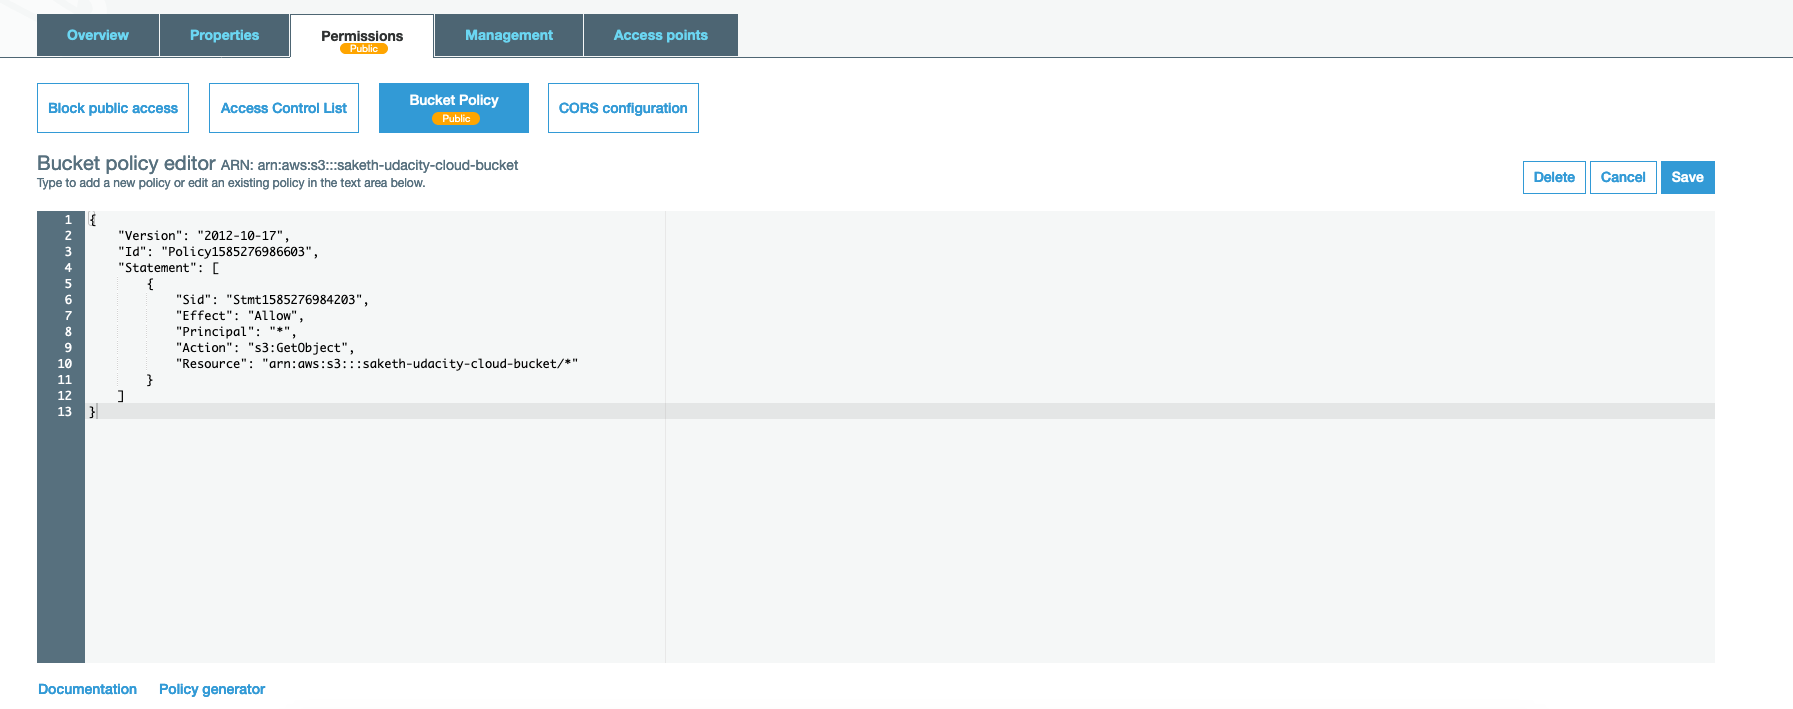 Overview Properties Permissions Management Access points
Public
Block public access Access Control List Bucket Policy CORS configuration
Public
Bucket policy editor ARN: arn:aws:s3:::saketh-udacity-cloud-bucket
Type to add a new policy or edit an existing policy in the text area below.
Delete Cancel Save
1 {
2 "Version": "2012-10-17",
3 "Id": "Policy1585276986603",
4 "Statement": [
5 {
6 "Sid": "Stmt1585276984203",
7 "Effect": "Allow",
8 "Principal": "*",
9 "Action": "s3:GetObject",
10 "Resource": "arn:aws:s3:::saketh-udacity-cloud-bucket/*"
11 }
12 ]
13 }
Documentation Policy generator